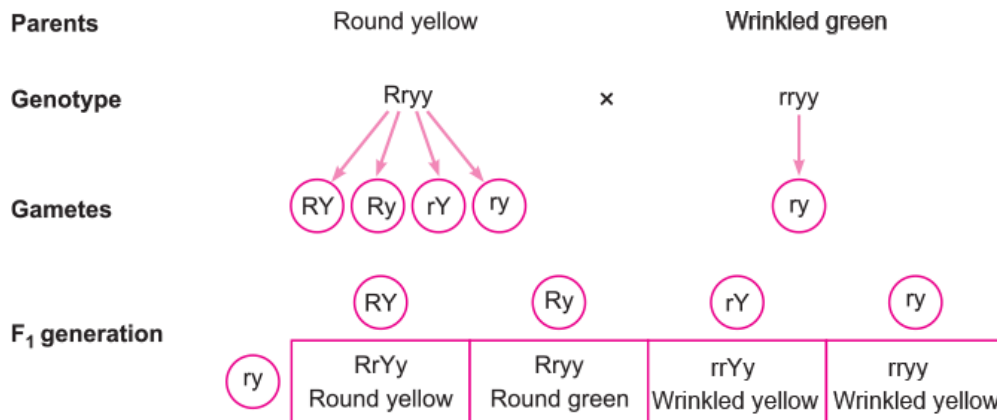 Parents Round yellow Wrinkled green
Genotype Rryy × rryy
Gametes RY Ry rY ry ry
RY Ry rY ry
F₁ generation
ry RrYy Rryy rrYy rryy
Round yellow Round green Wrinkled yellow Wrinkled yellow